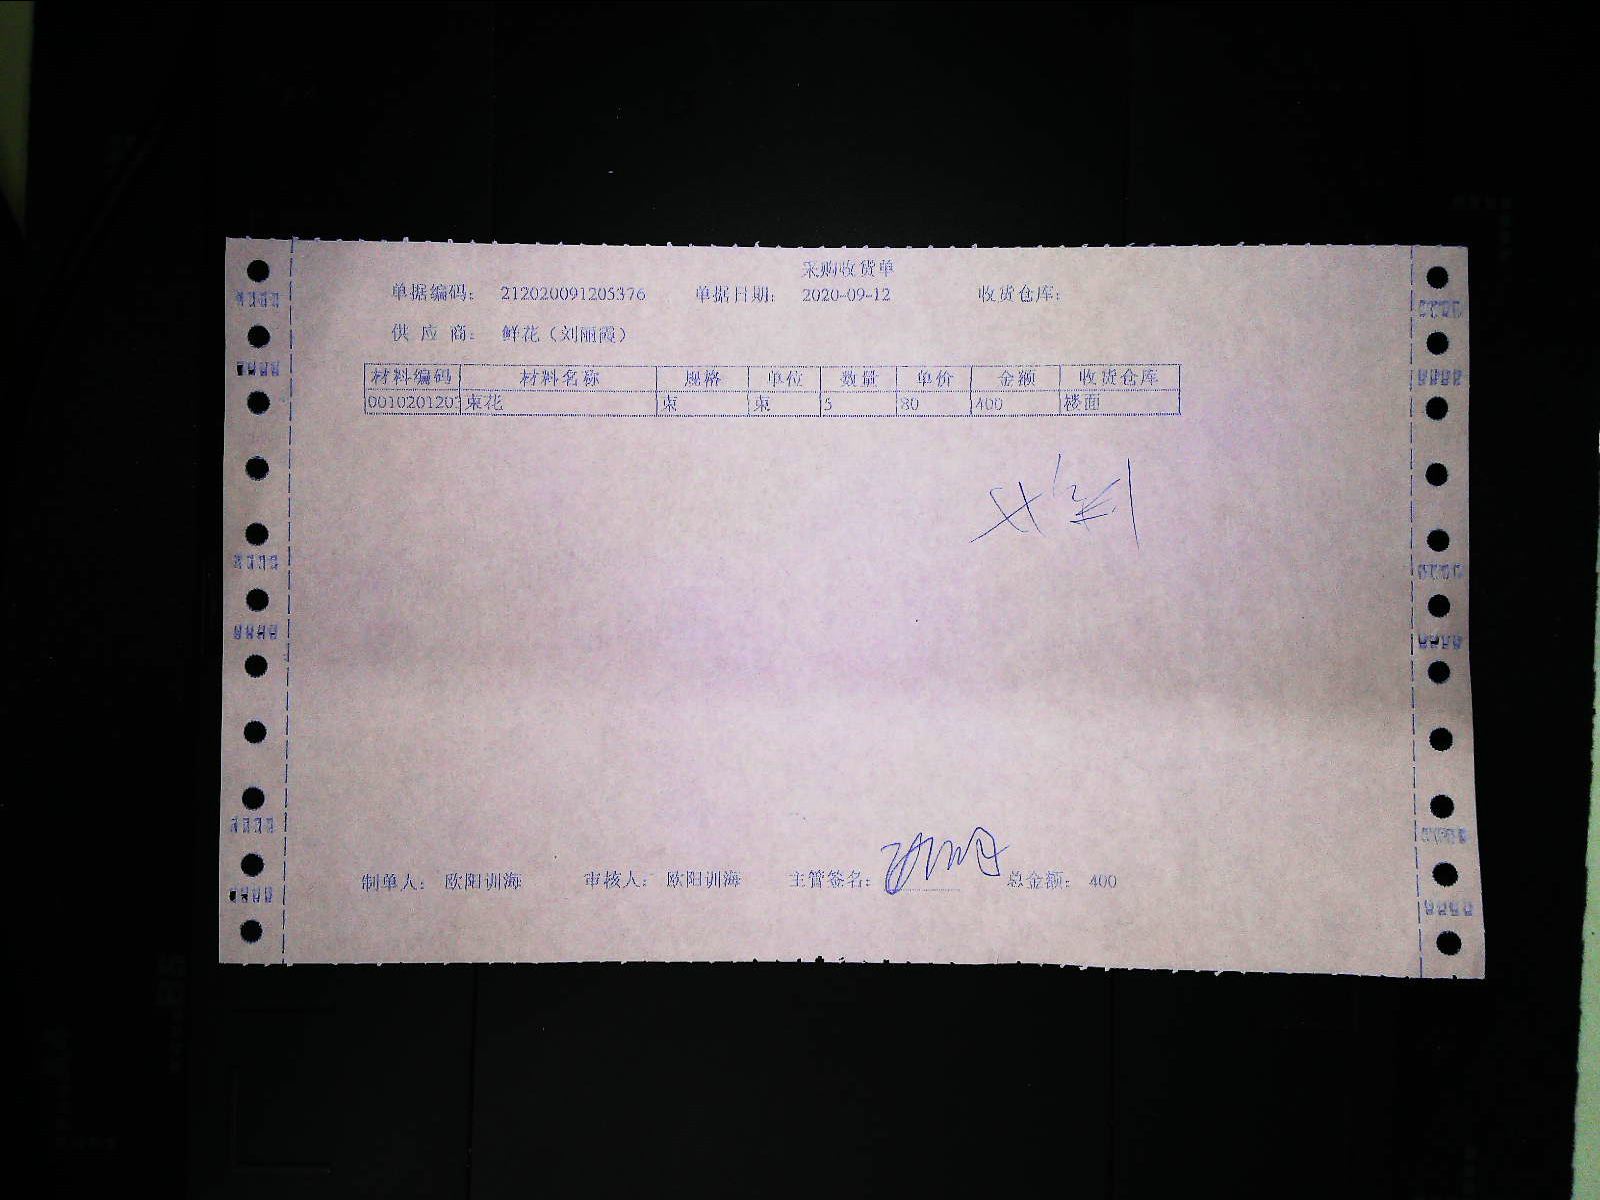 采购收货单
单据编码: 212020091205376 单据日期: 2020-09-12 收货仓库:
供应商: 鲜花（刘丽霞）
材料编码 材料名称 规格 单位 数量 单价 金额 收货仓库
0010201202 束花 束 束 5 80 400 楼面
制单人: 欧阳训海 审核人: 欧阳训海 主管签名: 总金额: 400